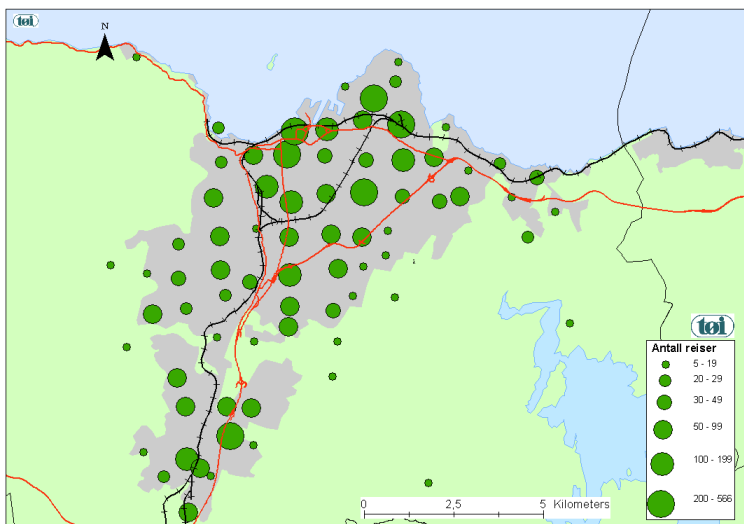 tøi
N
tøi
Antall reiser
5 - 19
20 - 29
30 - 49
50 - 99
100 - 199
200 - 566
0 2,5 5 Kilometers